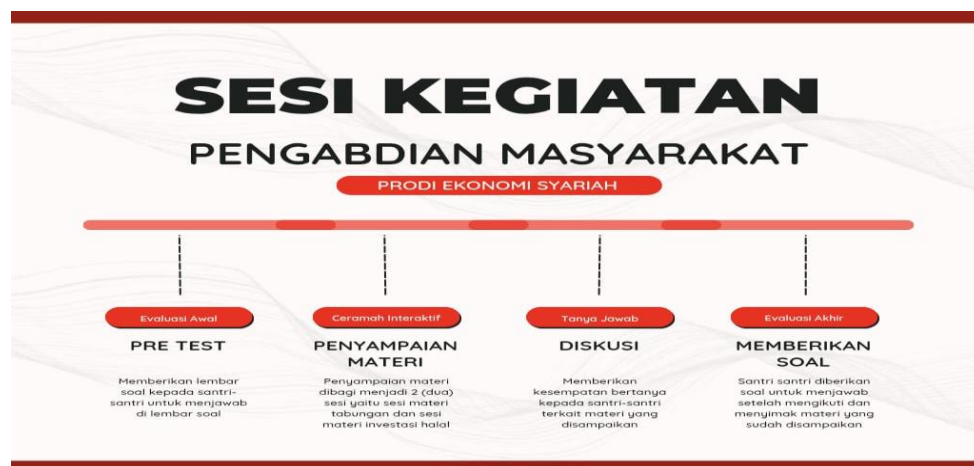 SESI KEGIATAN
PENGABDIAN MASYARAKAT
PRODI EKONOMI SYARIAH
Evaluasi Awal
PRE TEST
Memberikan lembar
soal kepada santri-
santri untuk menjawab
di lembar soal
Ceramah Interaktif
PENYAMPAIAN
MATERI
Penyampaian materi
dibagi menjadi 2 (dua)
sesi yaitu sesi materi
tabungan dan sesi
materi investasi halal
Tanya Jawab
DISKUSI
Memberikan
kesempatan bertanya
kepada santri-santri
terkait materi yang
disampaikan
Evaluasi Akhir
MEMBERIKAN
SOAL
Santri santri diberikan
soal untuk menjawab
setelah mengikuti dan
menyimak materi yang
sudah disampaikan